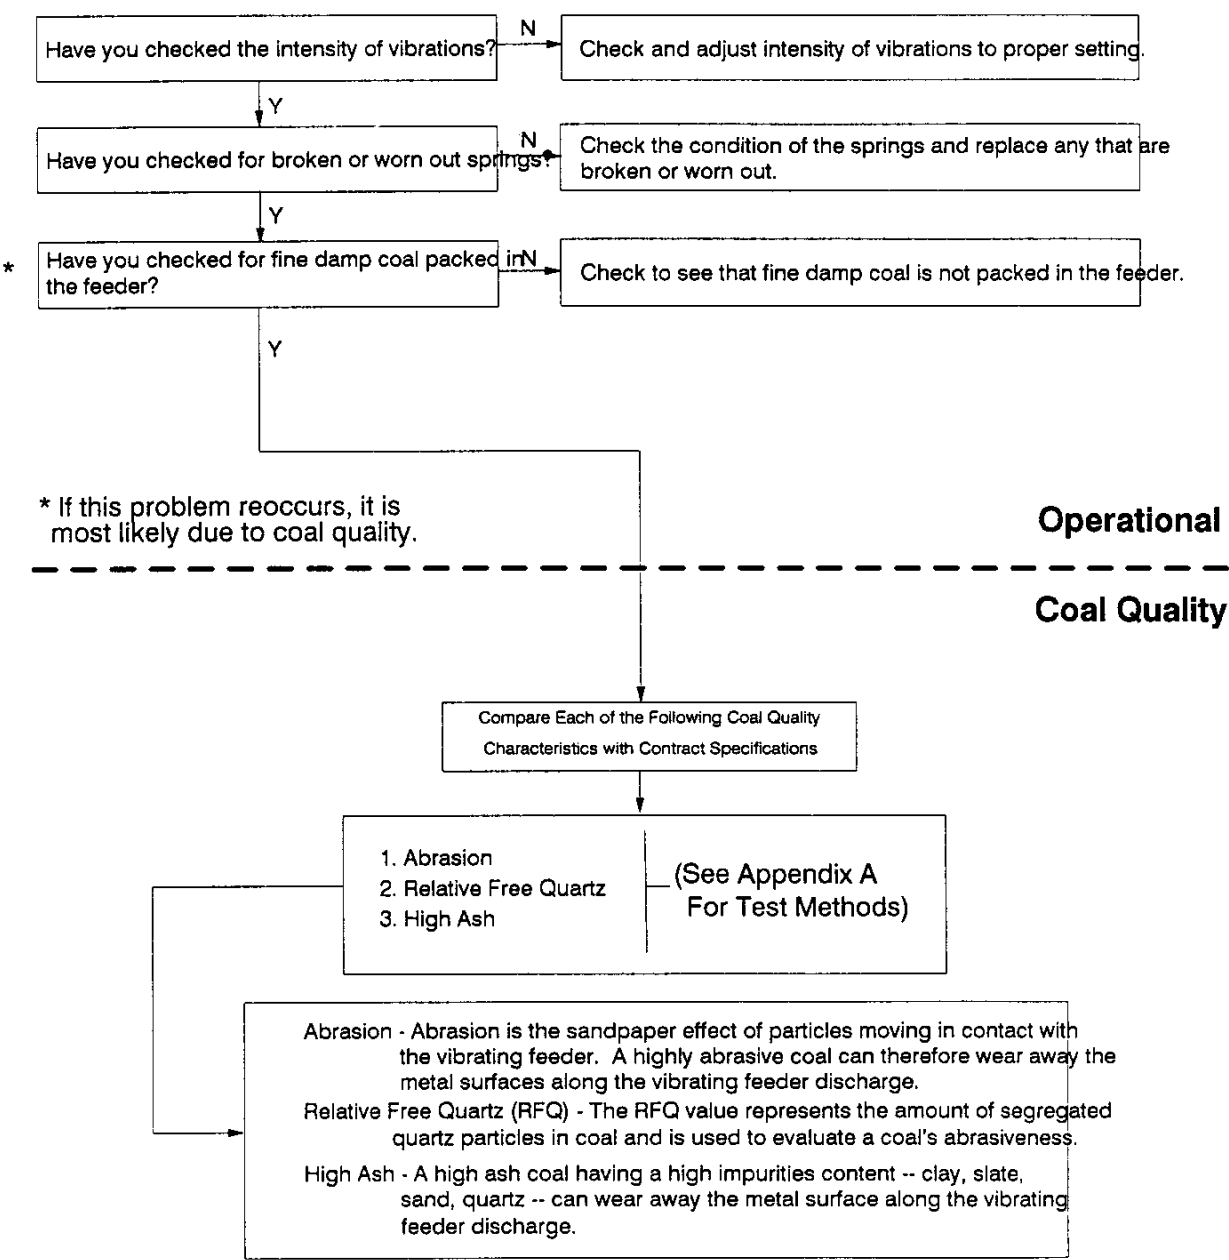 Have you checked the intensity of vibrations?
N
Check and adjust intensity of vibrations to proper setting.
Y
Have you checked for broken or worn out springs?
N
Check the condition of the springs and replace any that are
broken or worn out.
Y
*
Have you checked for fine damp coal packed in
the feeder?
N
Check to see that fine damp coal is not packed in the feeder.
Y
* If this problem reoccurs, it is
most likely due to coal quality.
Operational
Coal Quality
Compare Each of the Following Coal Quality
Characteristics with Contract Specifications
1. Abrasion
2. Relative Free Quartz
3. High Ash
(See Appendix A
For Test Methods)
Abrasion - Abrasion is the sandpaper effect of particles moving in contact with
the vibrating feeder. A highly abrasive coal can therefore wear away the
metal surfaces along the vibrating feeder discharge.
Relative Free Quartz (RFQ) - The RFQ value represents the amount of segregated
quartz particles in coal and is used to evaluate a coal's abrasiveness.
High Ash - A high ash coal having a high impurities content -- clay, slate,
sand, quartz -- can wear away the metal surface along the vibrating
feeder discharge.